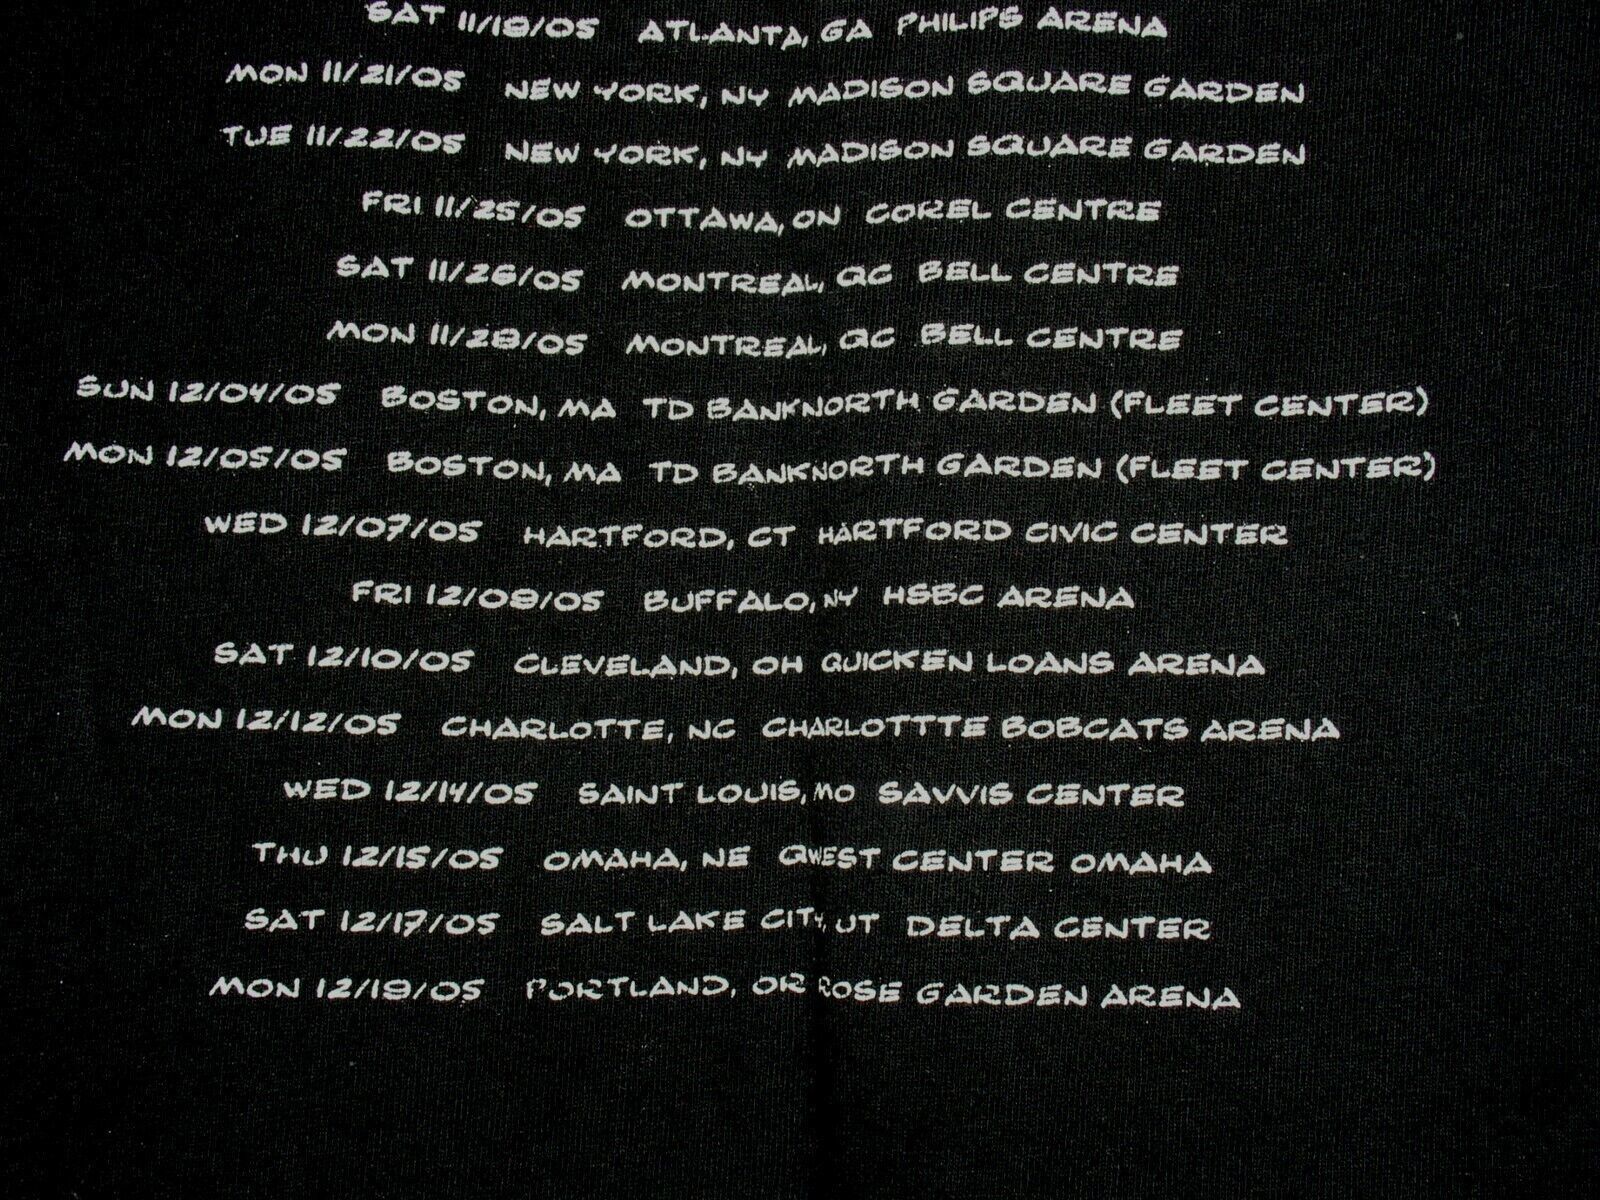 SAT 11/19/05 ATLANTA, GA PHILIPS ARENA
MON 11/21/05 NEW YORK, NY MADISON SQUARE GARDEN
TUE 11/22/05 NEW YORK, NY MADISON SQUARE GARDEN
FRI 11/25/05 OTTAWA, ON COREL CENTRE
SAT 11/26/05 MONTREAL, QC BELL CENTRE
MON 11/28/05 MONTREAL, QC BELL CENTRE
SUN 12/04/05 BOSTON, MA TD BANKNORTH GARDEN (FLEET CENTER)
MON 12/05/05 BOSTON, MA TD BANKNORTH GARDEN (FLEET CENTER)
WED 12/07/05 HARTFORD, CT HARTFORD CIVIC CENTER
FRI 12/09/05 BUFFALO, NY HSBC ARENA
SAT 12/10/05 CLEVELAND, OH QUICKEN LOANS ARENA
MON 12/12/05 CHARLOTTE, NC CHARLOTTTE BOBCATS ARENA
WED 12/14/05 SAINT LOUIS, MO SAVVIS CENTER
THU 12/15/05 OMAHA, NE QWEST CENTER OMAHA
SAT 12/17/05 SALT LAKE CITY, UT DELTA CENTER
MON 12/19/05 PORTLAND, OR ROSE GARDEN ARENA